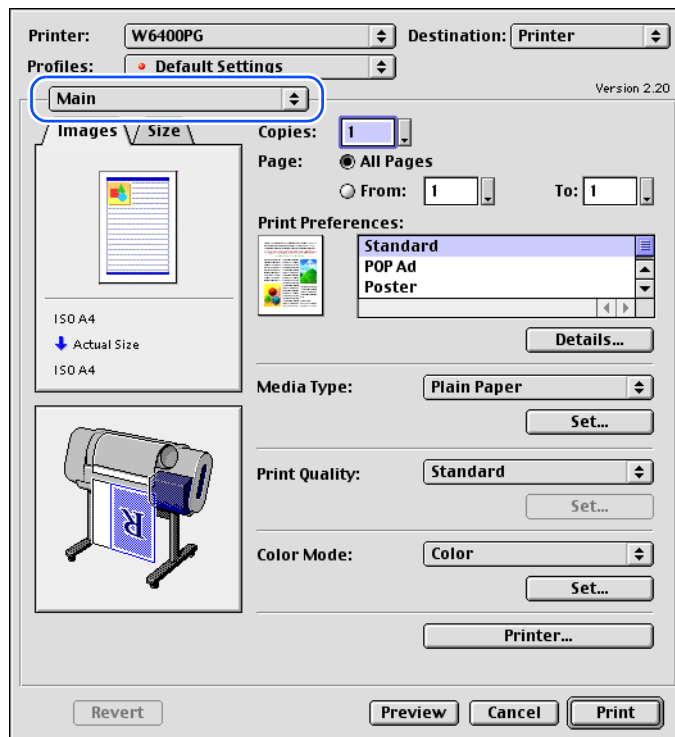 Printer: W6400PG Destination: Printer
Profiles: Default Settings
Version 2.20
Main
Images Size
Copies: 1
Page: All Pages
From: 1 To: 1
Print Preferences:
Standard
POP Ad
Poster
Details...
ISO A4
Actual Size
ISO A4
Media Type: Plain Paper
Set...
Print Quality: Standard
Set...
Color Mode: Color
Set...
Printer...
R
Revert Preview Cancel Print